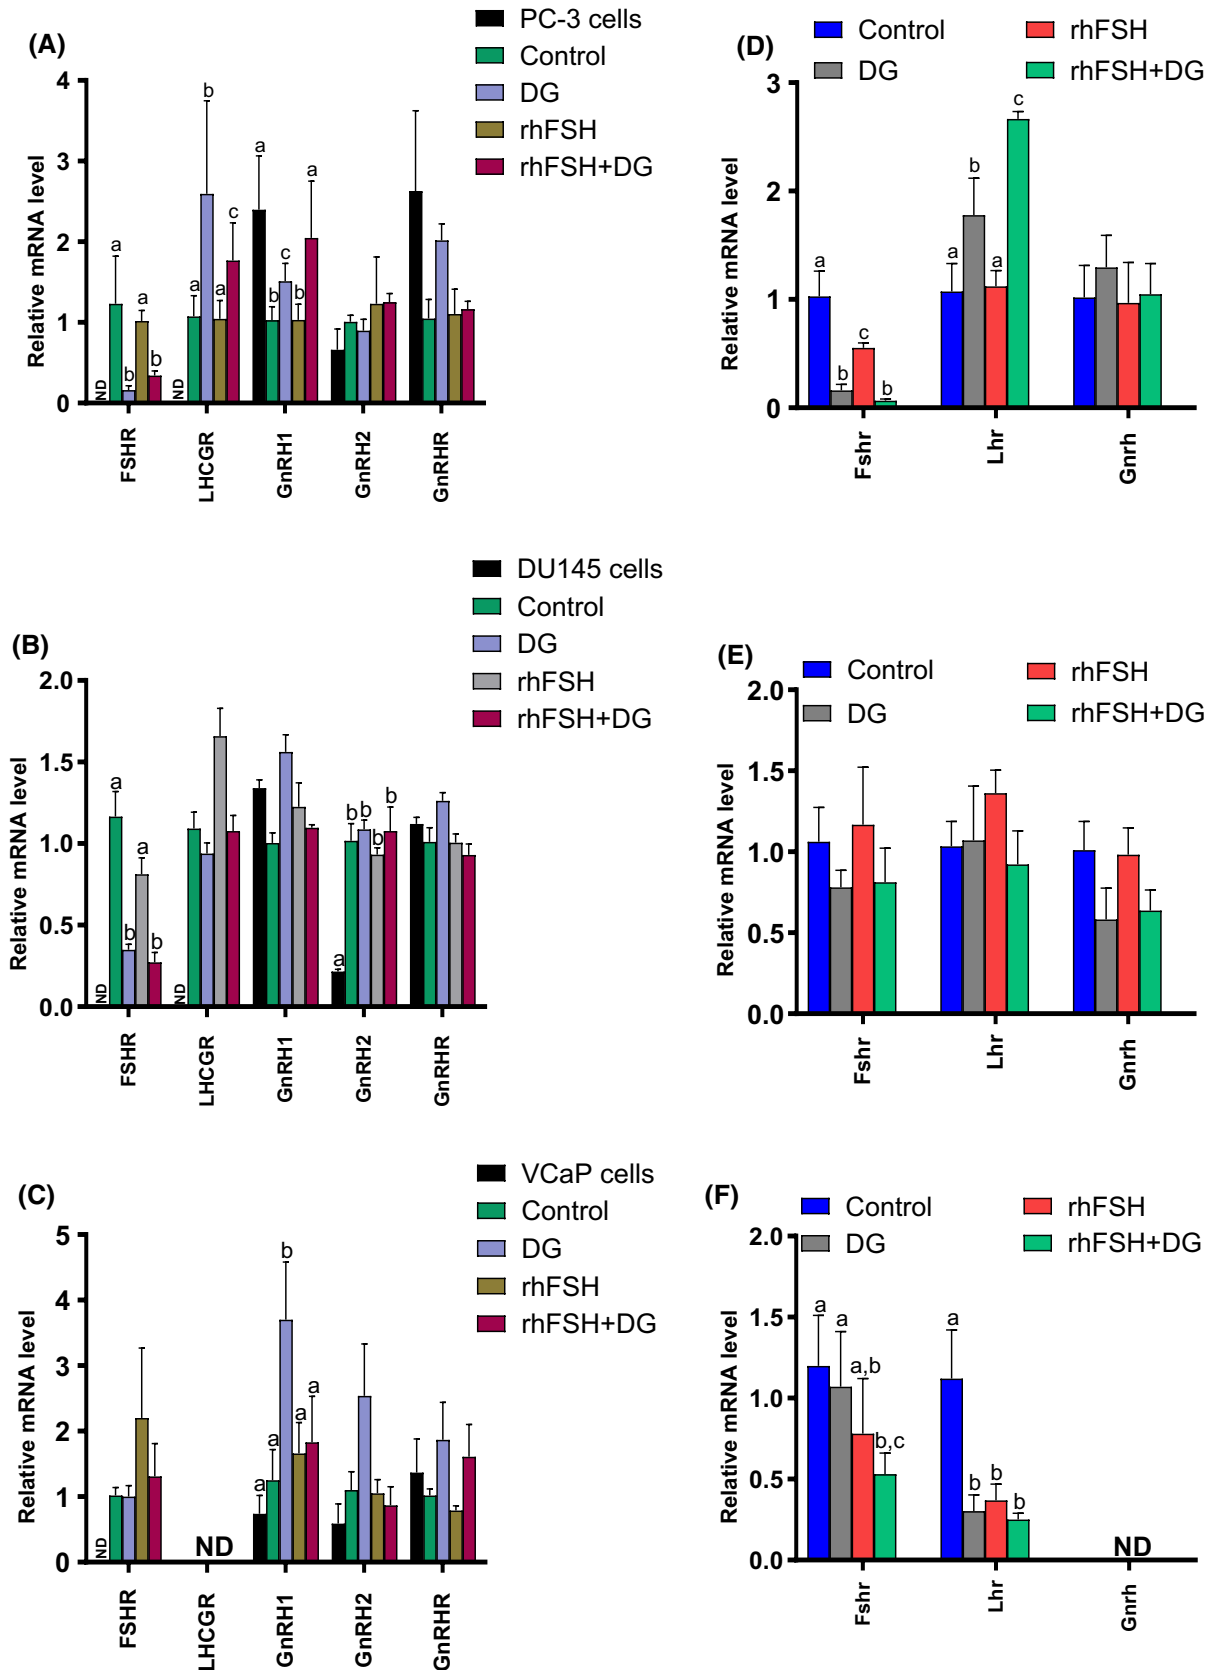 (A)
PC-3 cells
Control
DG
rhFSH
rhFSH+DG
Relative mRNA level
4
3
2
1
0
ND
a
b
a
b
ND
a
b
a
c
a
b
c
b
a
FSHR
LHCGR
GnRH1
GnRH2
GnRHR
(D)
Control
rhFSH
DG
rhFSH+DG
Relative mRNA level
3
2
1
0
a
b
c
b
a
b
a
c
Fshr
Lhr
Gnrh
(B)
DU145 cells
Control
DG
rhFSH
rhFSH+DG
Relative mRNA level
2.0
1.5
1.0
0.5
0.0
ND
a
b
a
b
ND
a
b
b
b
b
FSHR
LHCGR
GnRH1
GnRH2
GnRHR
(E)
Control
rhFSH
DG
rhFSH+DG
Relative mRNA level
2.0
1.5
1.0
0.5
0.0
Fshr
Lhr
Gnrh
(C)
VCaP cells
Control
DG
rhFSH
rhFSH+DG
Relative mRNA level
5
4
3
2
1
0
ND
ND
a
a
b
a
a
FSHR
LHCGR
GnRH1
GnRH2
GnRHR
(F)
Control
rhFSH
DG
rhFSH+DG
Relative mRNA level
2.0
1.5
1.0
0.5
0.0
a
a
a,b
b,c
a
b
b
b
ND
Fshr
Lhr
Gnrh